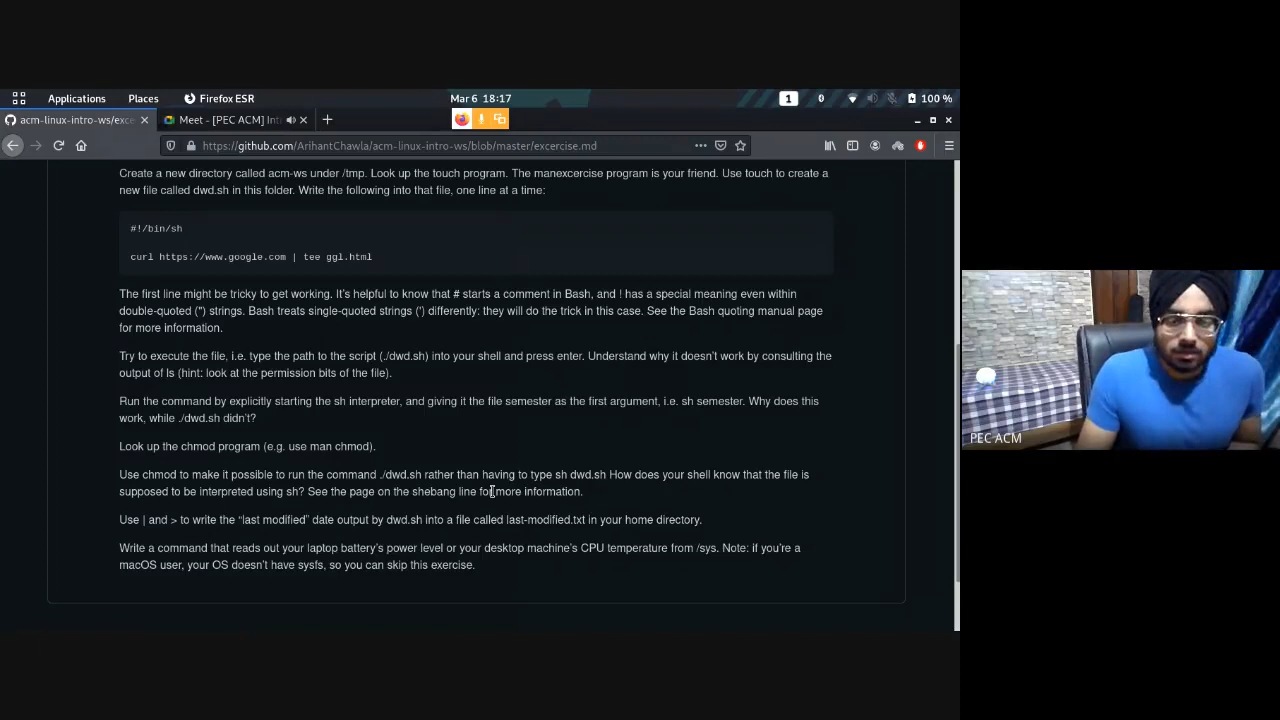 Applications Places Firefox ESR Mar 6 18:17 1 0 100 %
acm-linux-intro-ws/exce Meet - [PEC ACM] Int
https://github.com/ArihantChawla/acm-linux-intro-ws/blob/master/excercise.md
Create a new directory called acm-ws under /tmp. Look up the touch program. The manexcercise program is your friend. Use touch to create a
new file called dwd.sh in this folder. Write the following into that file, one line at a time:
#!/bin/sh
curl https://www.google.com | tee ggl.html
The first line might be tricky to get working. It's helpful to know that # starts a comment in Bash, and ! has a special meaning even within
double-quoted (") strings. Bash treats single-quoted strings (') differently: they will do the trick in this case. See the Bash quoting manual page
for more information.
Try to execute the file, i.e. type the path to the script (./dwd.sh) into your shell and press enter. Understand why it doesn't work by consulting the
output of ls (hint: look at the permission bits of the file).
Run the command by explicitly starting the sh interpreter, and giving it the file semester as the first argument, i.e. sh semester. Why does this
work, while ./dwd.sh didn't?
Look up the chmod program (e.g. use man chmod).
Use chmod to make it possible to run the command ./dwd.sh rather than having to type sh dwd.sh How does your shell know that the file is
supposed to be interpreted using sh? See the page on the shebang line for more information.
Use | and > to write the “last modified” date output by dwd.sh into a file called last-modified.txt in your home directory.
Write a command that reads out your laptop battery's power level or your desktop machine's CPU temperature from /sys. Note: if you're a
macOS user, your OS doesn't have sysfs, so you can skip this exercise.
PEC ACM